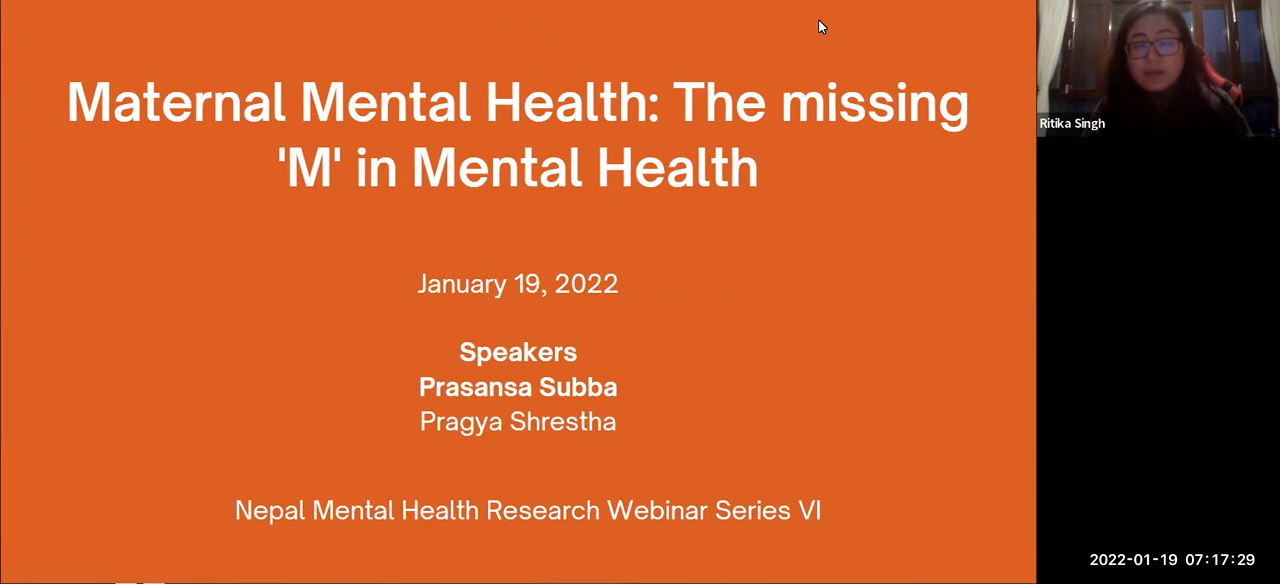 Maternal Mental Health: The missing
'M' in Mental Health
January 19, 2022
Speakers
Prasansa Subba
Pragya Shrestha
Nepal Mental Health Research Webinar Series VI
Ritika Singh
2022-01-19 07:17:29